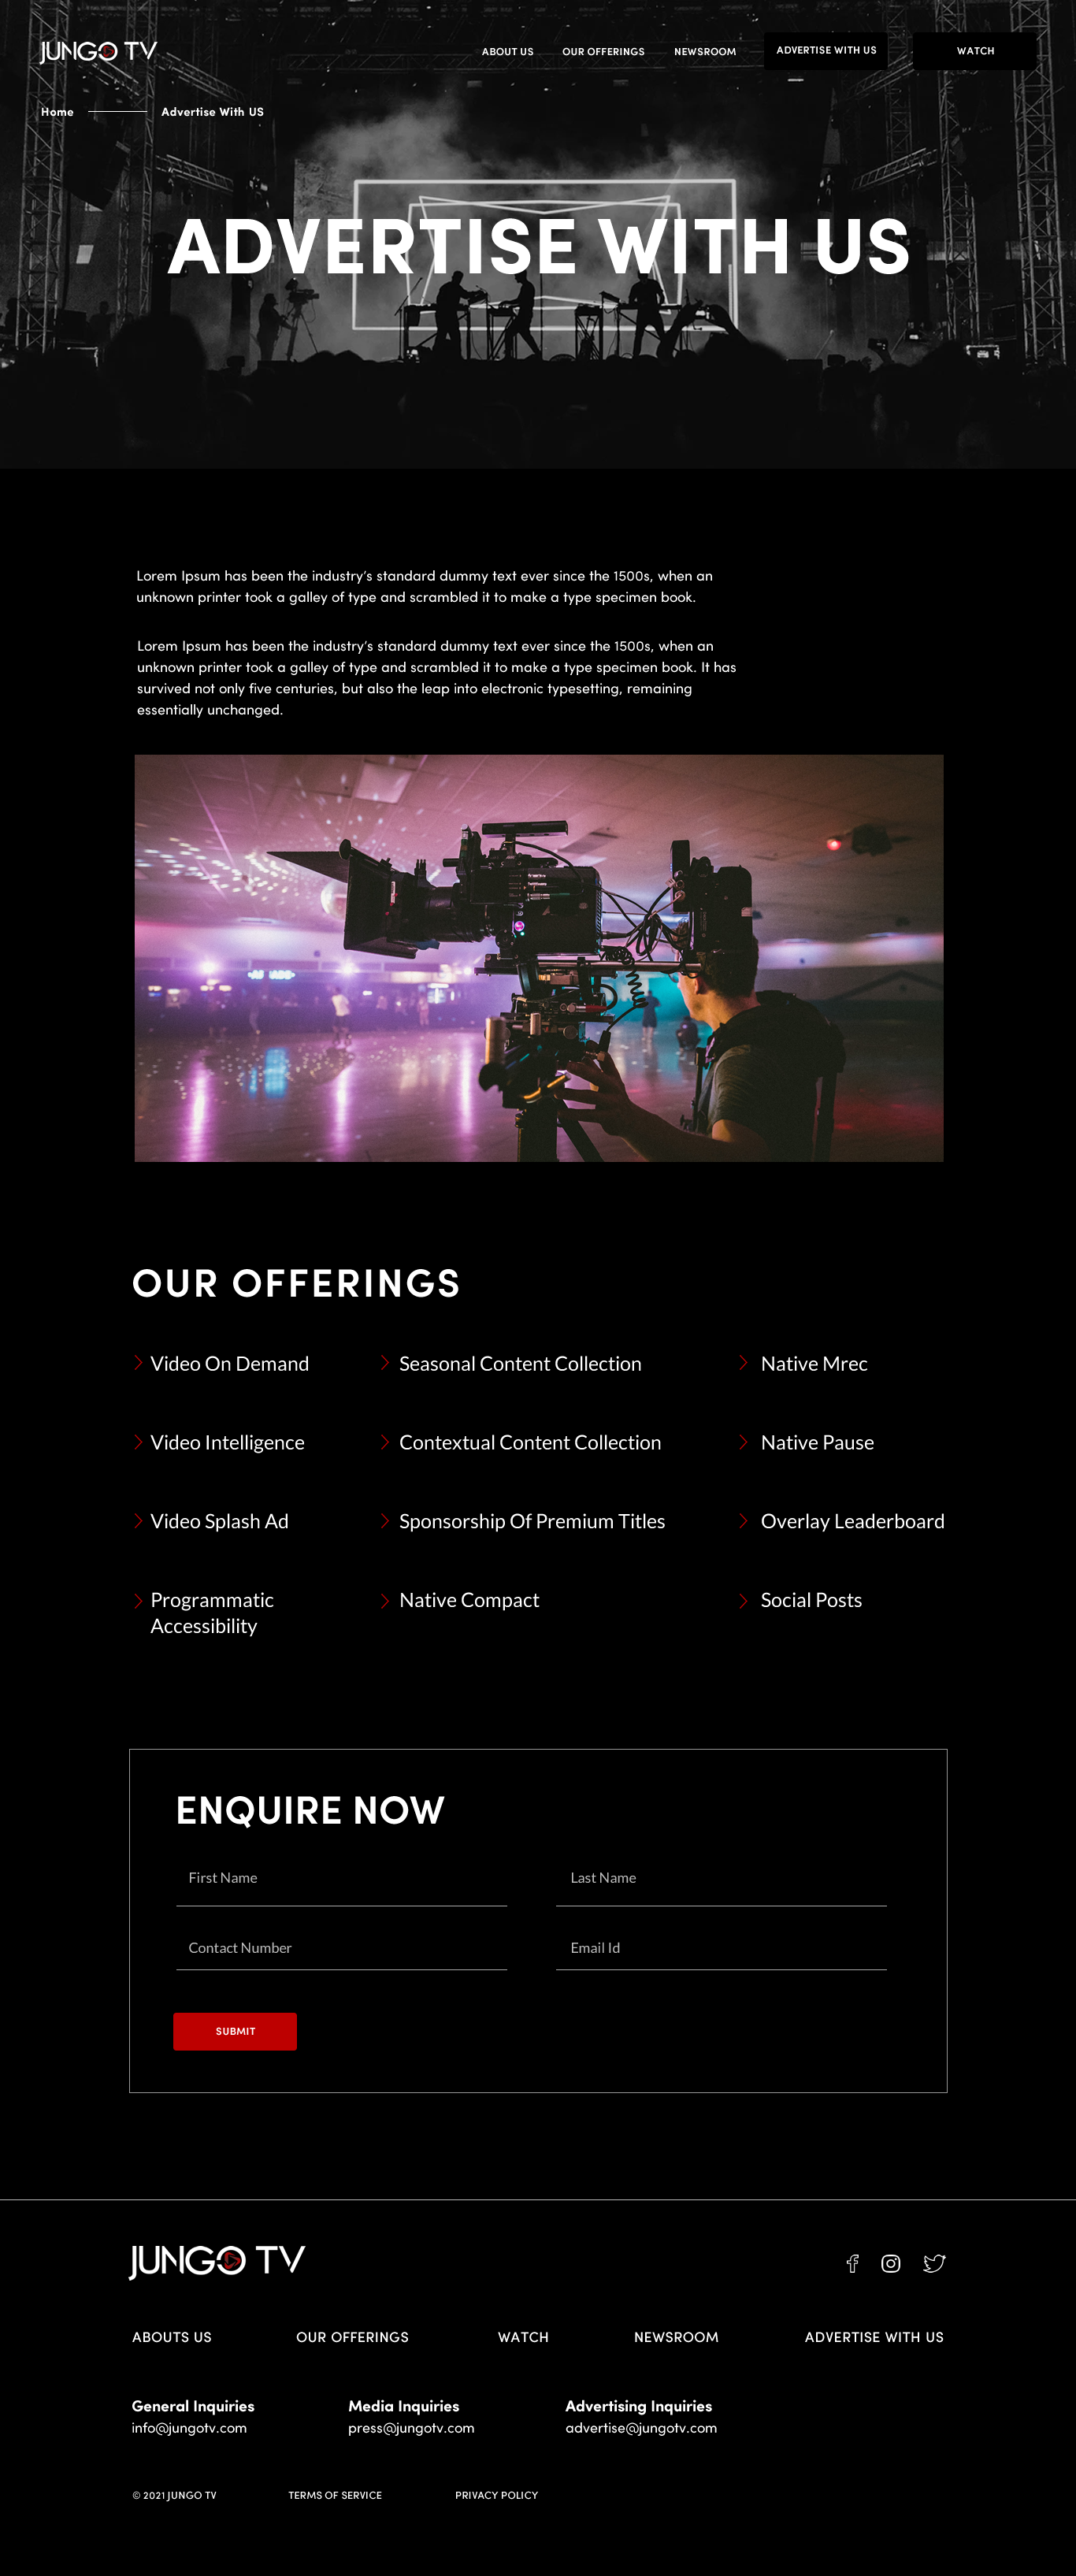 JUNGO TV
ABOUT US
OUR OFFERINGS
NEWSROOM
ADVERTISE WITH US
WATCH
Home
Advertise With US
ADVERTISE WITH US
Lorem Ipsum has been the industry’s standard dummy text ever since the 1500s, when an
unknown printer took a galley of type and scrambled it to make a type specimen book.
Lorem Ipsum has been the industry’s standard dummy text ever since the 1500s, when an
unknown printer took a galley of type and scrambled it to make a type specimen book. It has
survived not only five centuries, but also the leap into electronic typesetting, remaining
essentially unchanged.
OUR OFFERINGS
Video On Demand
Seasonal Content Collection
Native Mrec
Video Intelligence
Contextual Content Collection
Native Pause
Video Splash Ad
Sponsorship Of Premium Titles
Overlay Leaderboard
Programmatic
Accessibility
Native Compact
Social Posts
ENQUIRE NOW
First Name
Last Name
Contact Number
Email Id
SUBMIT
JUNGO TV
ABOUTS US
OUR OFFERINGS
WATCH
NEWSROOM
ADVERTISE WITH US
General Inquiries
Media Inquiries
Advertising Inquiries
info@jungotv.com
press@jungotv.com
advertise@jungotv.com
© 2021 JUNGO TV
TERMS OF SERVICE
PRIVACY POLICY